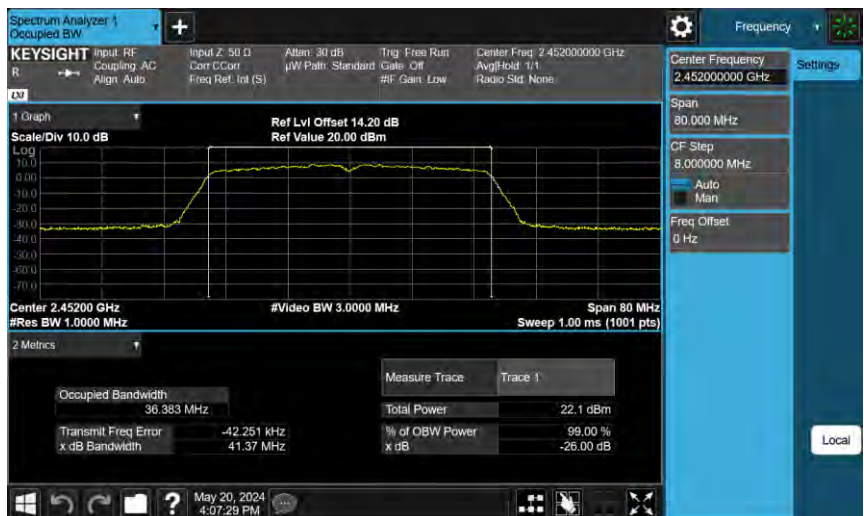 Spectrum Analyzer 1
Occupied BW
Frequency
KEYSIGHT
R
LXI
Input: RF
Coupling: AC
Align: Auto
Input Z: 50 Ω
Corr CCorr
Freq Ref: Int (S)
Atten: 30 dB
µW Path: Standard
Trig: Free Run
Gate: Off
#IF Gain: Low
Center Freq: 2.452000000 GHz
Avg|Hold: 1/1
Radio Std: None
1 Graph
Scale/Div 10.0 dB
Ref Lvl Offset 14.20 dB
Ref Value 20.00 dBm
Log
10.0
0.00
-10.0
-20.0
-30.0
-40.0
-50.0
-60.0
-70.0
Center 2.45200 GHz
#Res BW 1.0000 MHz
#Video BW 3.0000 MHz
Span 80 MHz
Sweep 1.00 ms (1001 pts)
2 Metrics
Measure Trace Trace 1
Occupied Bandwidth
36.383 MHz
Total Power 22.1 dBm
Transmit Freq Error -42.251 kHz
% of OBW Power 99.00 %
x dB Bandwidth 41.37 MHz
x dB -26.00 dB
Center Frequency
2.452000000 GHz
Settings
Span
80.000 MHz
CF Step
8.000000 MHz
Auto
Man
Freq Offset
0 Hz
Local
?
May 20, 2024
4:07:29 PM